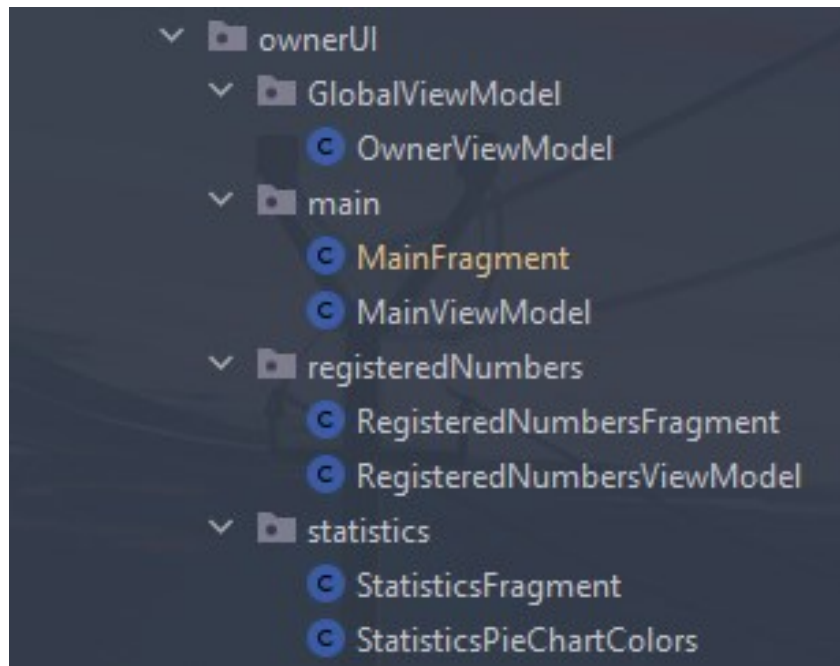 ownerUI
GlobalViewModel
C OwnerViewModel
main
C MainFragment
C MainViewModel
registeredNumbers
C RegisteredNumbersFragment
C RegisteredNumbersViewModel
statistics
C StatisticsFragment
C StatisticsPieChartColors